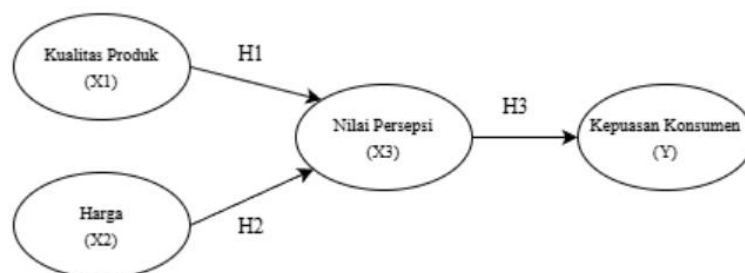 Kualitas Produk
(X1)
H1
Nilai Persepsi
(X3)
H3
Kepuasan Konsumen
(Y)
Harga
(X2)
H2